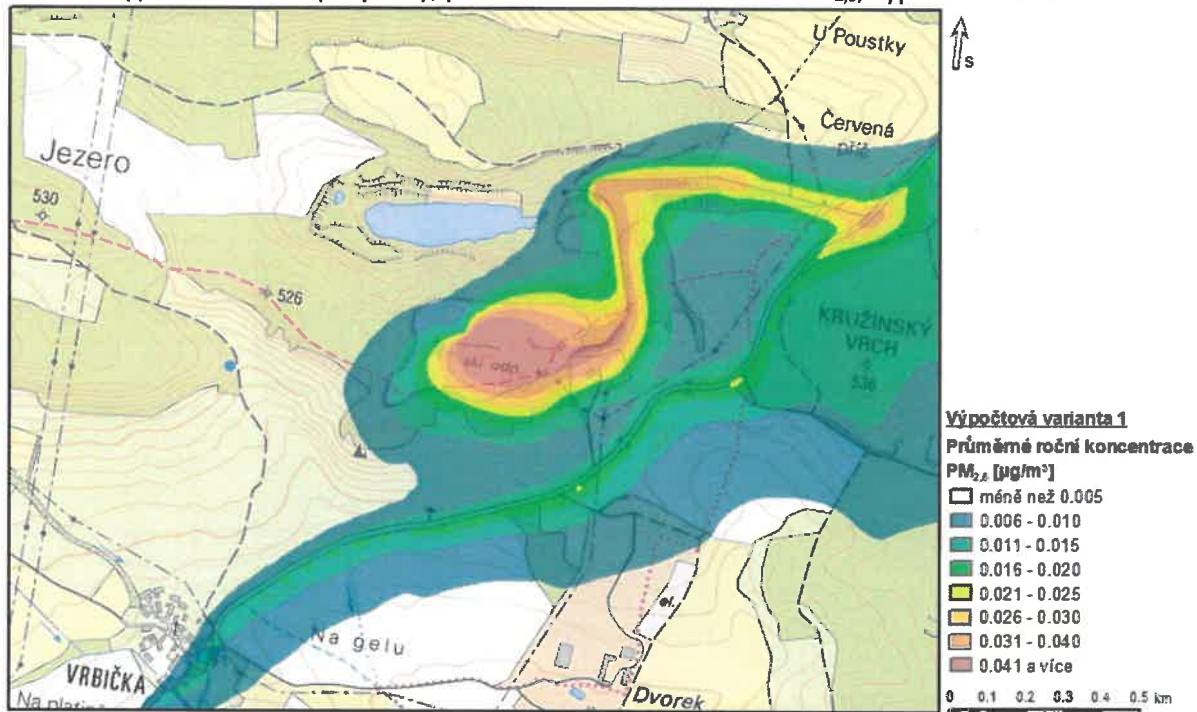 U Poustky
Červená
příč
Jezero
530
526
KRUŽINSKÝ
VRCH
536
VRBIČKA
Na gelu
Dvorek
el.
S
Výpočtová varianta 1
Průměrné roční koncentrace
PM2,5 [µg/m³]
méně než 0.005
0.006 - 0.010
0.011 - 0.015
0.016 - 0.020
0.021 - 0.025
0.026 - 0.030
0.031 - 0.040
0.041 a více
0 0.1 0.2 0.3 0.4 0.5 km